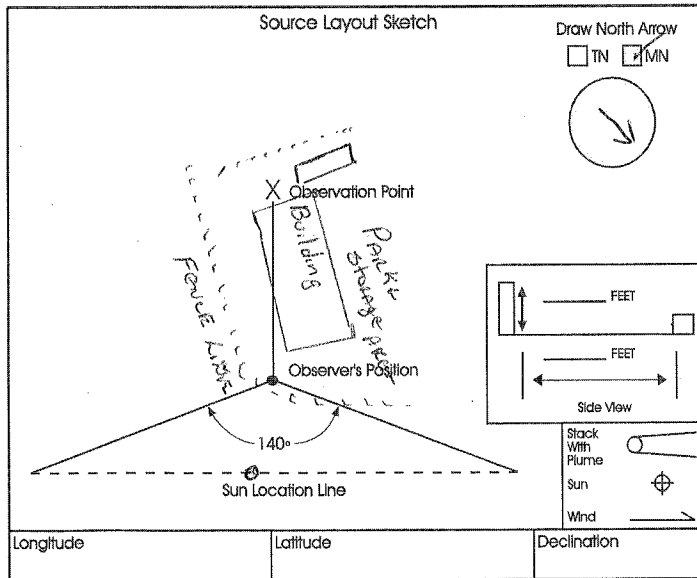 Source Layout Sketch
Draw North Arrow
TN MN
X Observation Point
Building
Park &
Storage Area
Fence Line
FEET
FEET
Side View
Observer's Position
140°
Sun Location Line
Stack
With
Plume
Sun
Wind
Longitude
Latitude
Declination